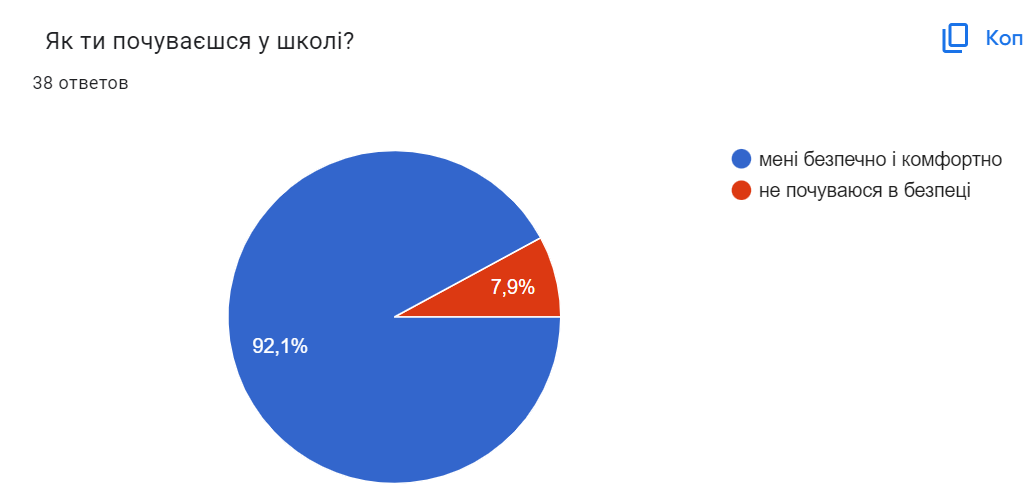 Як ти почуваєшся у школі?
Коп
38 ответов
мені безпечно і комфортно
не почуваюся в безпеці
7,9%
92,1%